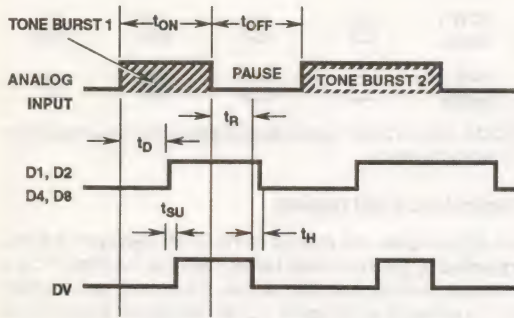 TONE BURST 1
tON
tOFF
ANALOG
INPUT
PAUSE
TONE BURST 2
tR
tD
D1, D2
D4, D8
tSU
tH
DV